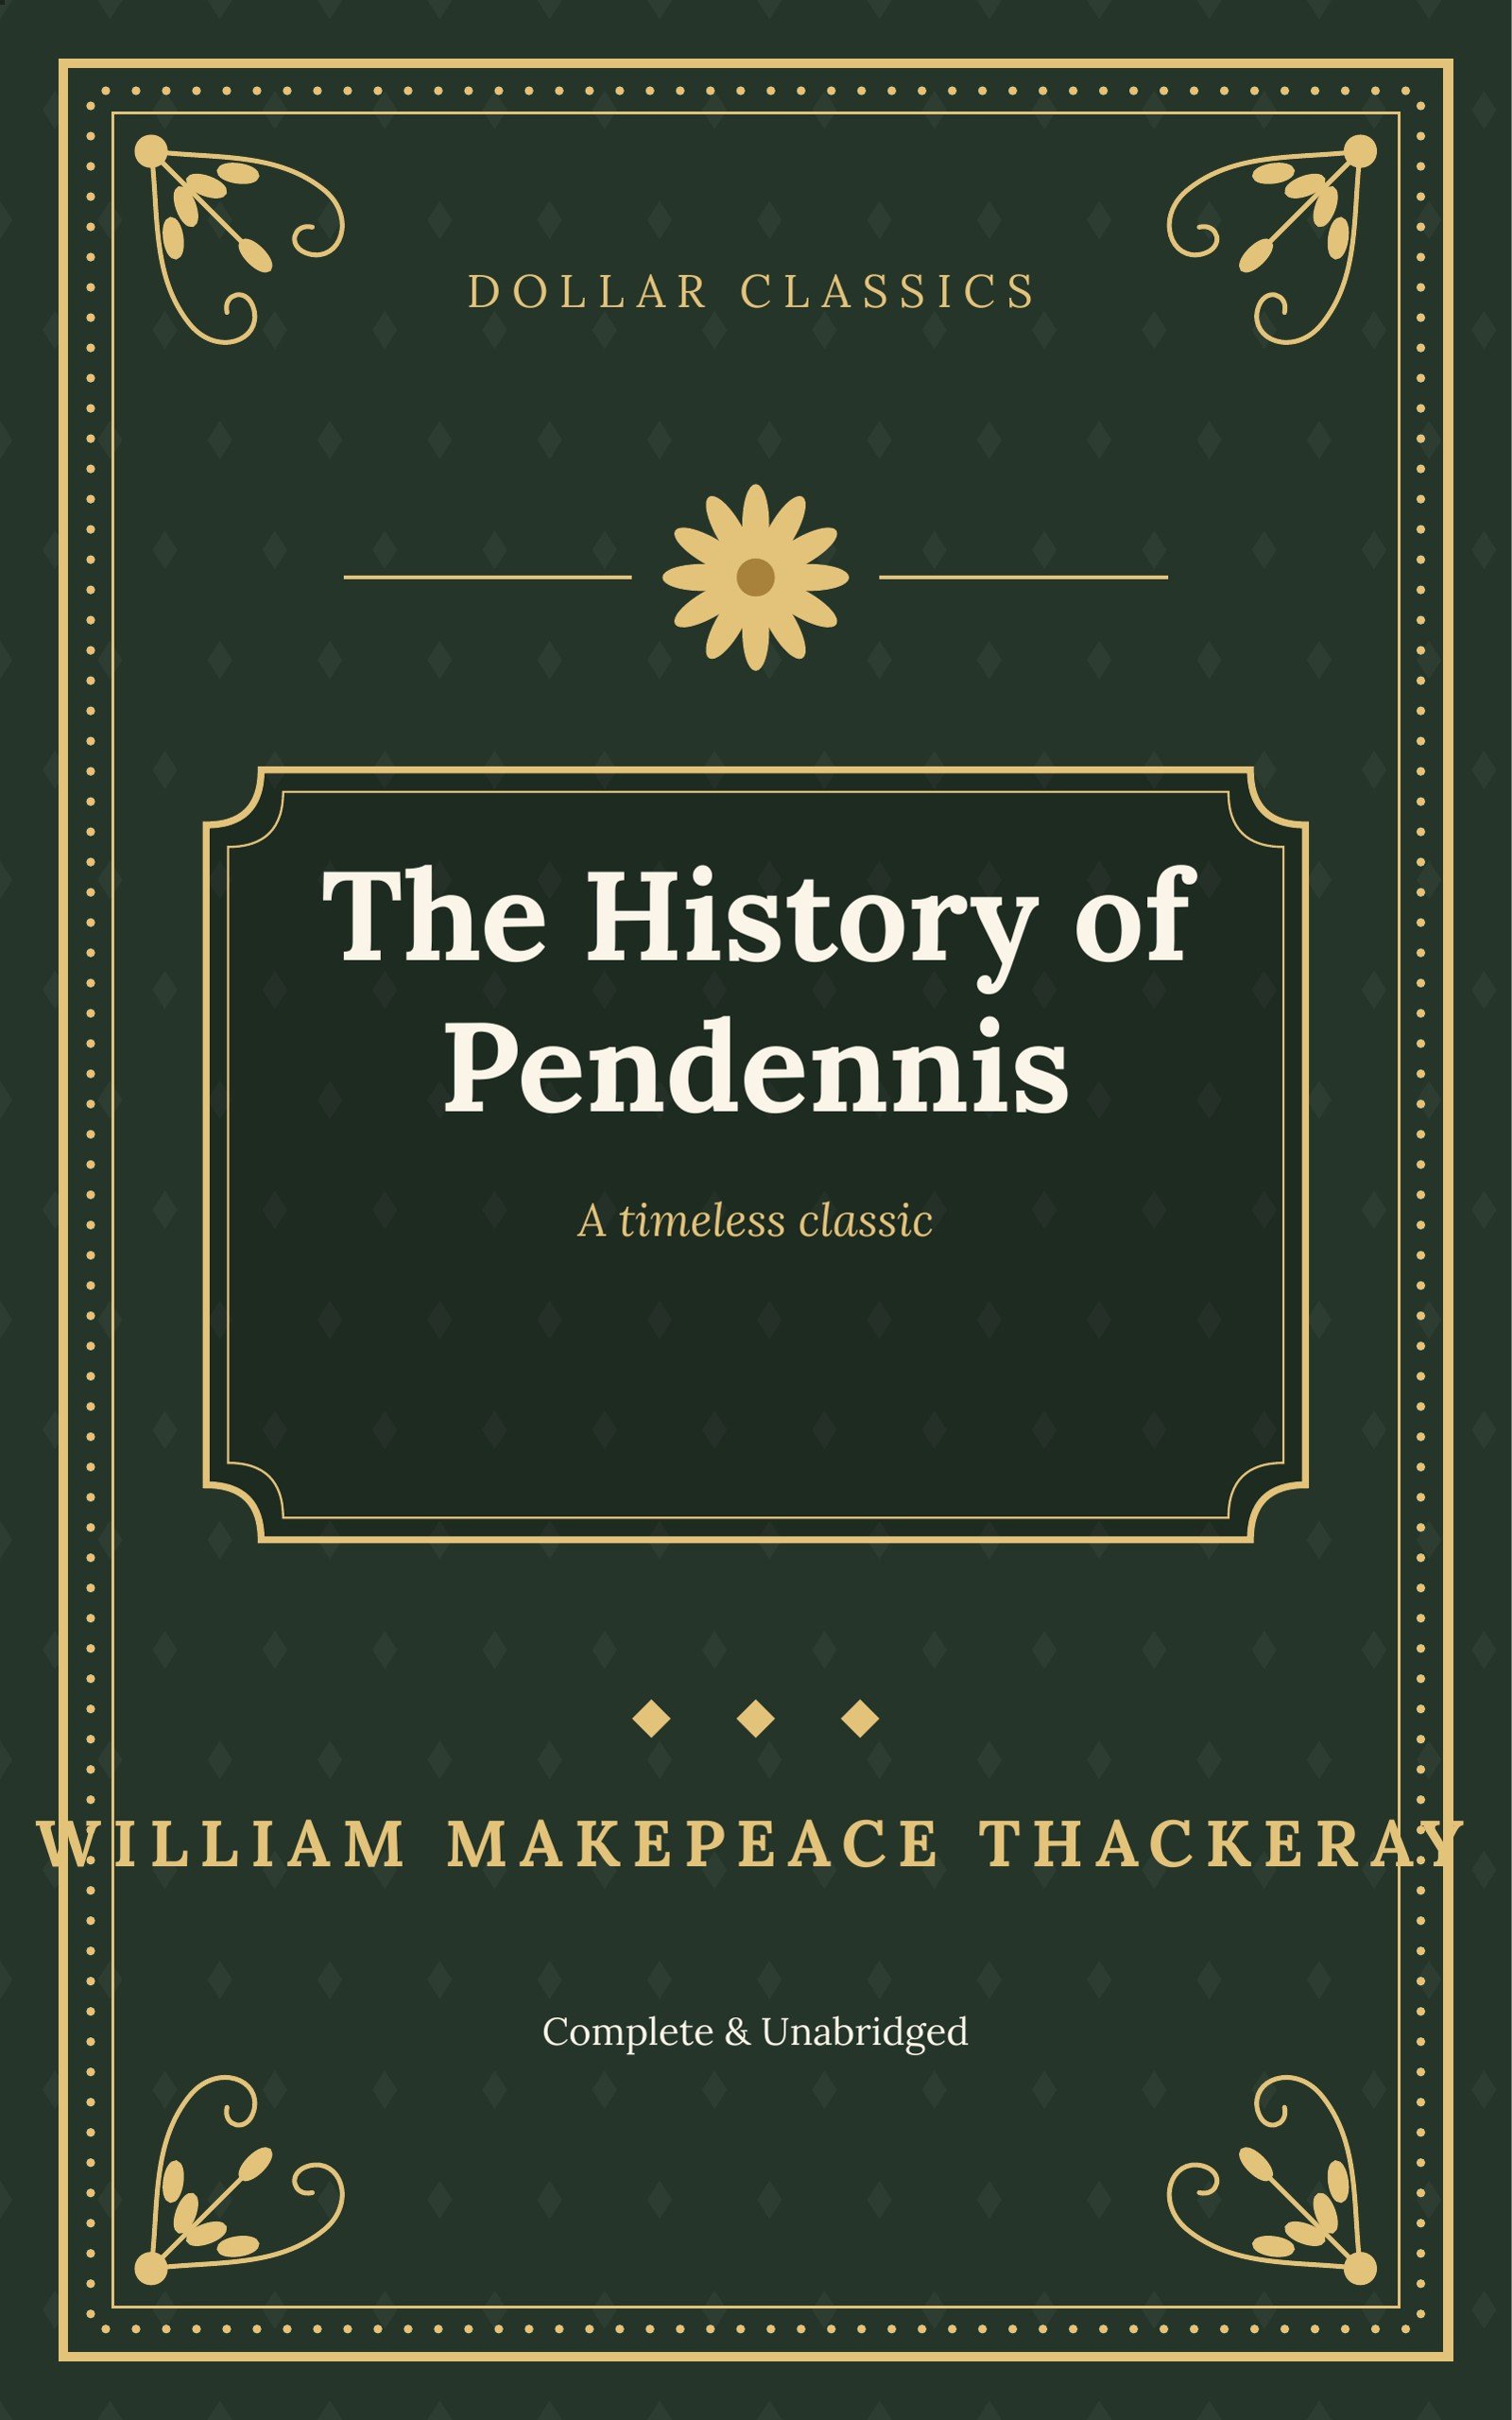 DOLLAR CLASSICS
The History of
Pendennis
A timeless classic
WILLIAM MAKEPEACE THACKERAY
Complete & Unabridged